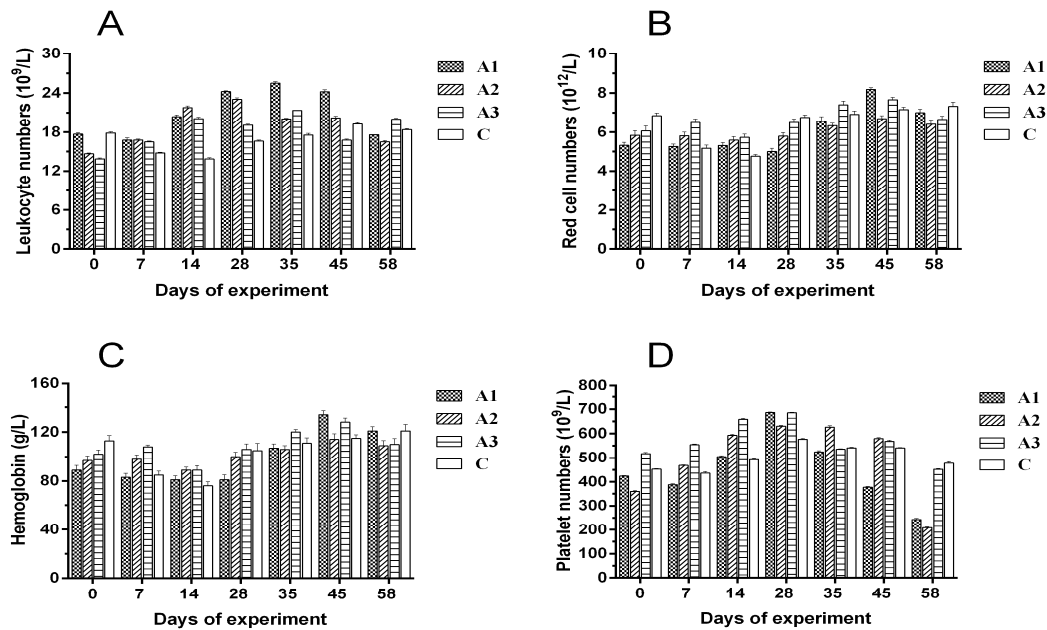 A
Leukocyte numbers (10⁹/L)
30
24
18
12
6
0
0 7 14 28 35 45 58
Days of experiment
A1
A2
A3
C
B
Red cell numbers (10¹²/L)
10
8
6
4
2
0
0 7 14 28 35 45 58
Days of experiment
A1
A2
A3
C
C
Hemoglobin (g/L)
160
120
80
40
0
0 7 14 28 35 45 58
Days of experiment
A1
A2
A3
C
D
Platelet numbers (10⁹/L)
800
700
600
500
400
300
200
100
0
0 7 14 28 35 45 58
Days of experiment
A1
A2
A3
C